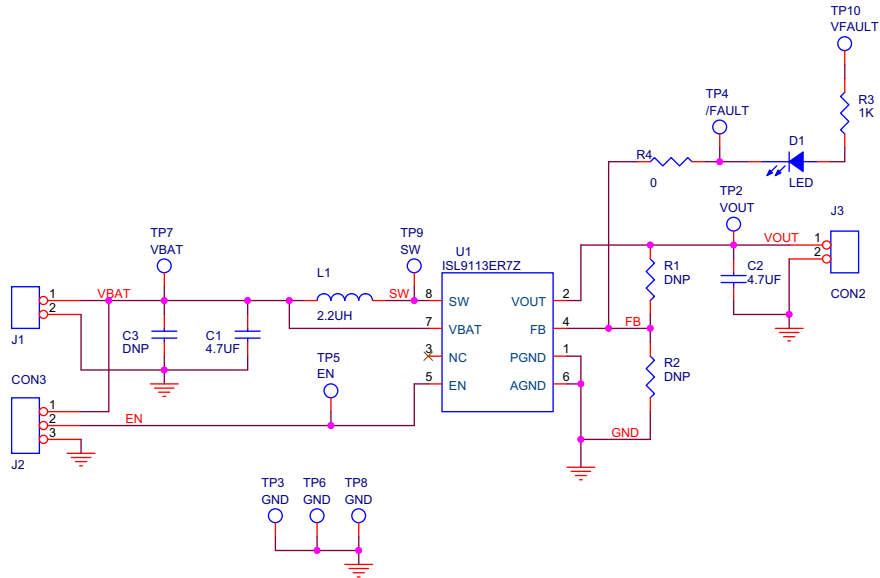 TP10
VFAULT
R3
1K
TP4
/FAULT
D1
LED
R4
0
TP2
VOUT
J3
VOUT
1
2
CON2
C2
4.7UF
TP7
VBAT
TP9
SW
L1
2.2UH
U1
ISL9113ER7Z
R1
DNP
R2
DNP
FB
GND
VBAT
SW
8
SW
VOUT
2
7
VBAT
FB
4
3
NC
PGND
1
5
EN
AGND
6
1
2
J1
C3
DNP
C1
4.7UF
TP5
EN
CON3
1
2
3
EN
J2
TP3
GND
TP6
GND
TP8
GND